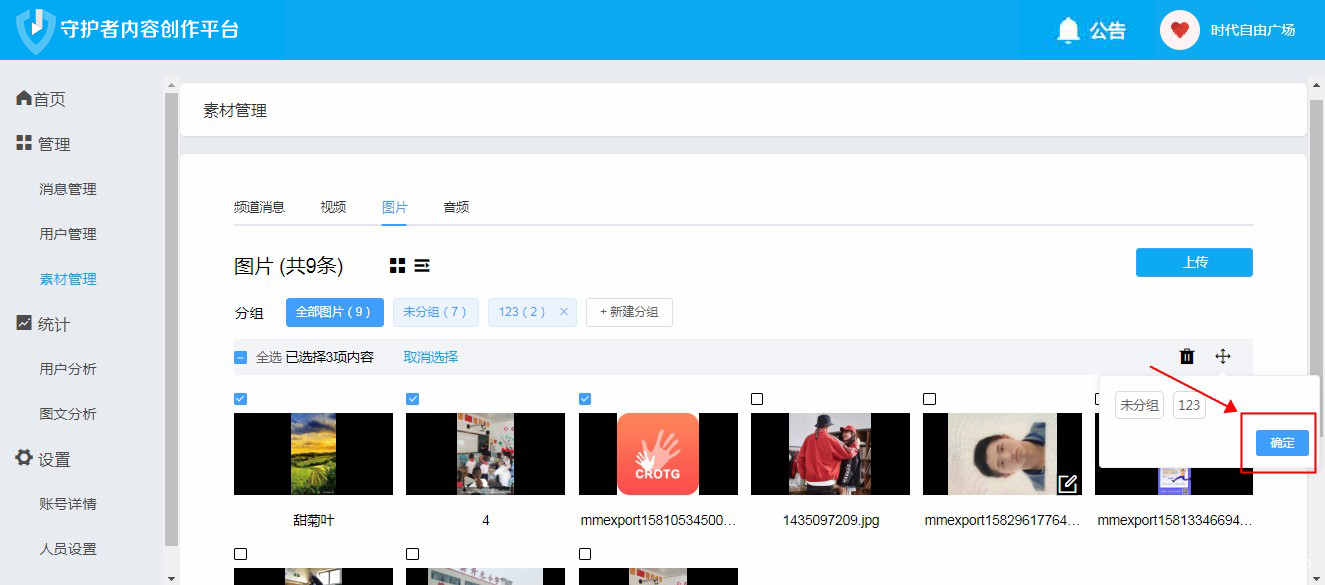 守护者内容创作平台
公告
时代自由广场
首页
管理
消息管理
用户管理
素材管理
统计
用户分析
图文分析
设置
账号详情
人员设置
素材管理
频道消息 视频 图片 音频
图片 (共9条)
上传
分组 全部图片 ( 9 ) 未分组 ( 7 ) 123 ( 2 ) × + 新建分组
全选 已选择3项内容 取消选择
未分组 123
确定
CROTG
甜菊叶
4
mmexport15810534500...
1435097209.jpg
mmexport15829617764...
mmexport15813346694...